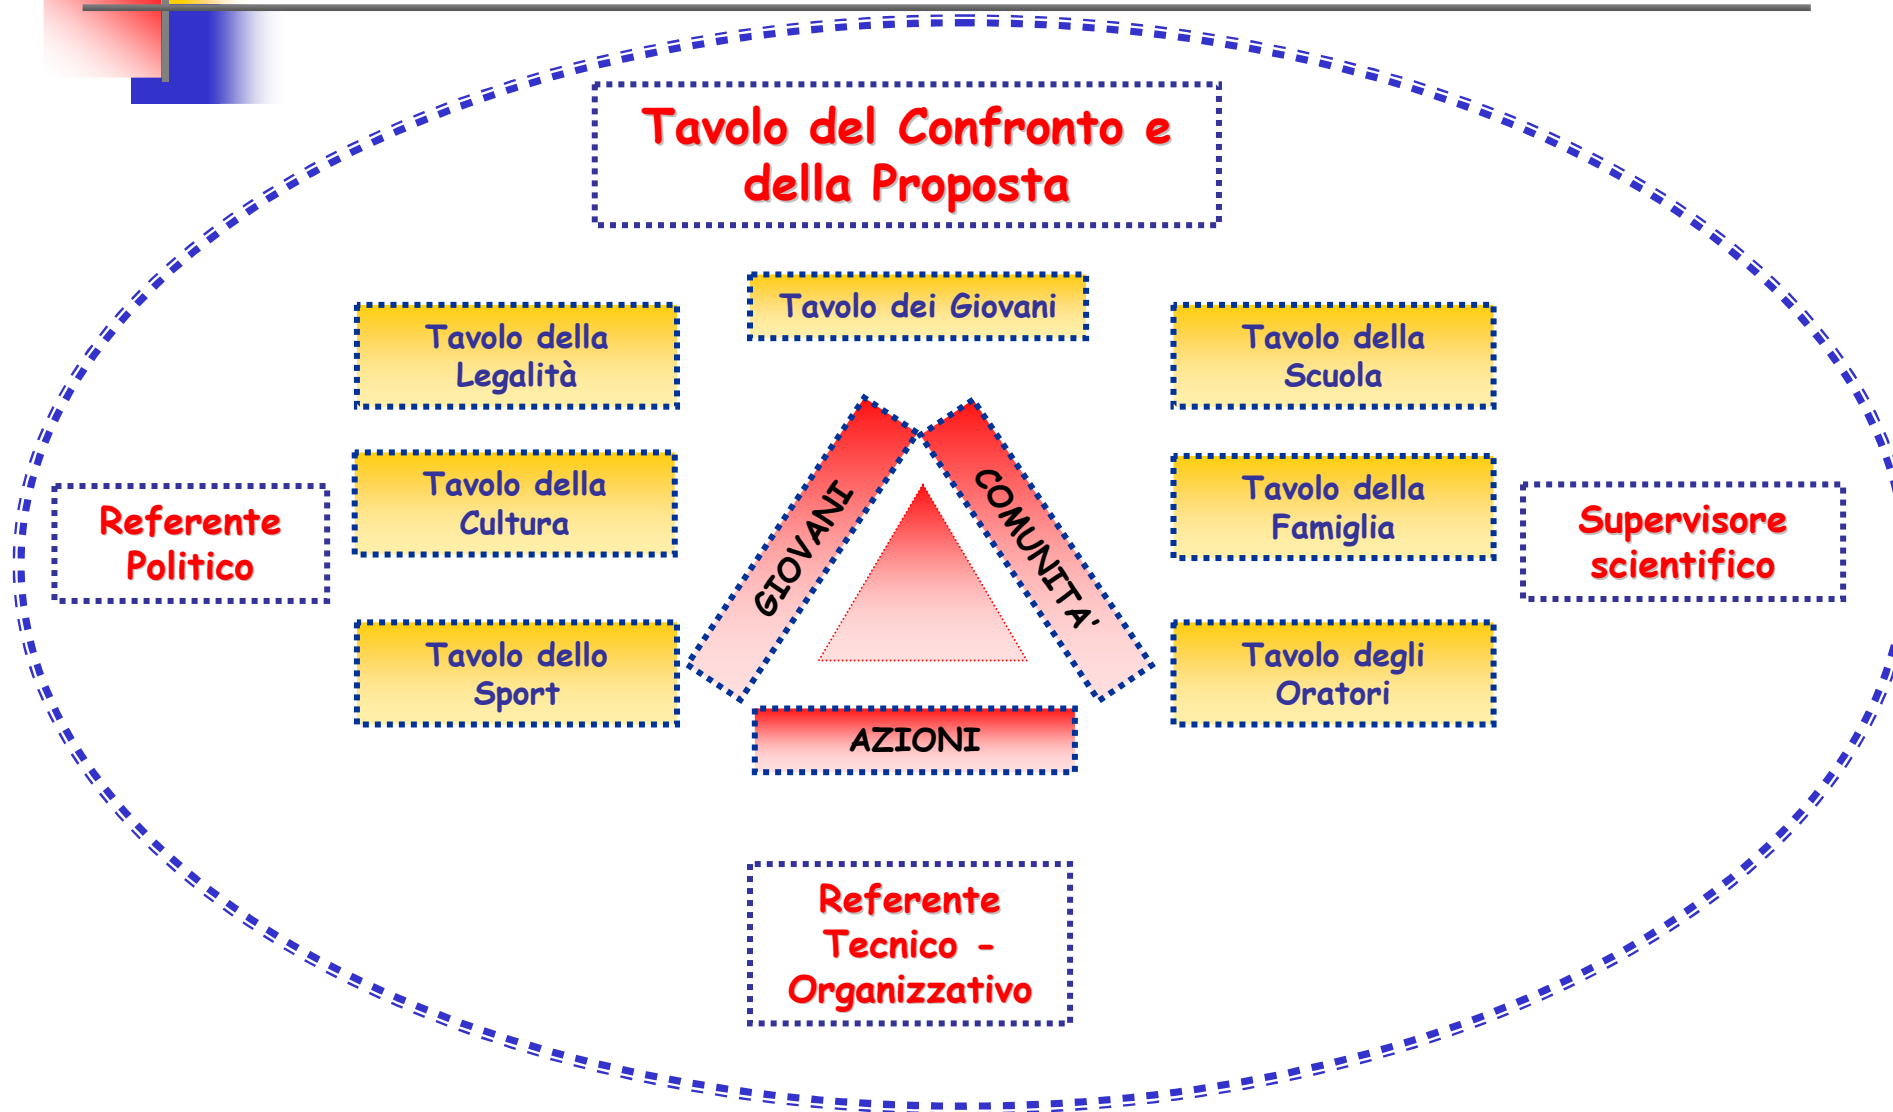 Tavolo del Confronto e
della Proposta
Tavolo dei Giovani
Tavolo della
Legalità
Tavolo della
Scuola
Tavolo della
Cultura
Tavolo della
Famiglia
Referente
Politico
GIOVANI
COMUNITA'
Supervisore
scientifico
Tavolo dello
Sport
Tavolo degli
Oratori
AZIONI
Referente
Tecnico -
Organizzativo